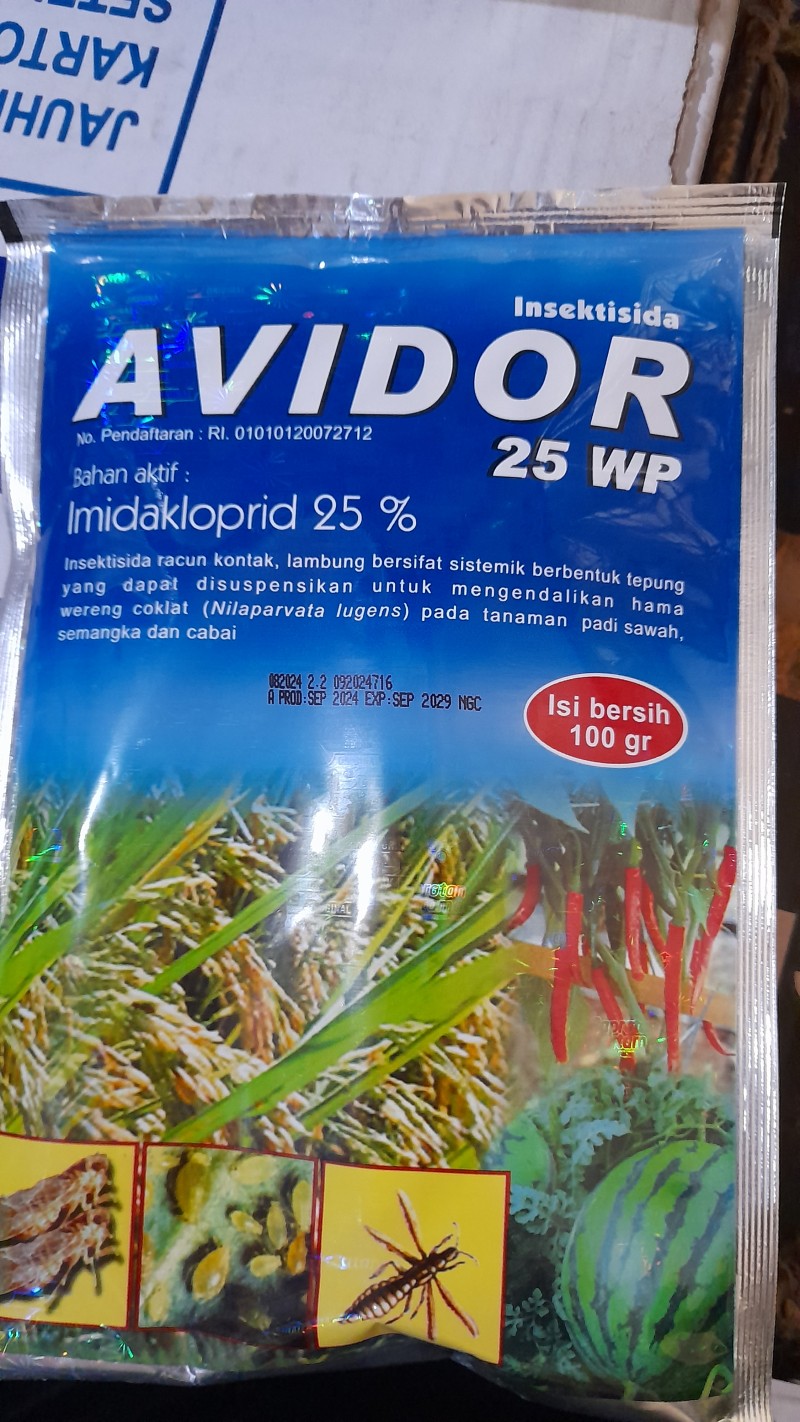 SETE
KARTO
JAUHK
Insektisida
AVIDOR
25 WP
No. Pendaftaran : RI. 01010120072712
Bahan aktif :
Imidakloprid 25 %
Insektisida racun kontak, lambung bersifat sistemik berbentuk tepung
yang dapat disuspensikan untuk mengendalikan hama
wereng coklat (Nilaparvata lugens) pada tanaman padi sawah,
semangka dan cabai
082024 2.2 092024716
A PROD:SEP 2024 EXP:SEP 2029 NGC
Isi bersih
100 gr